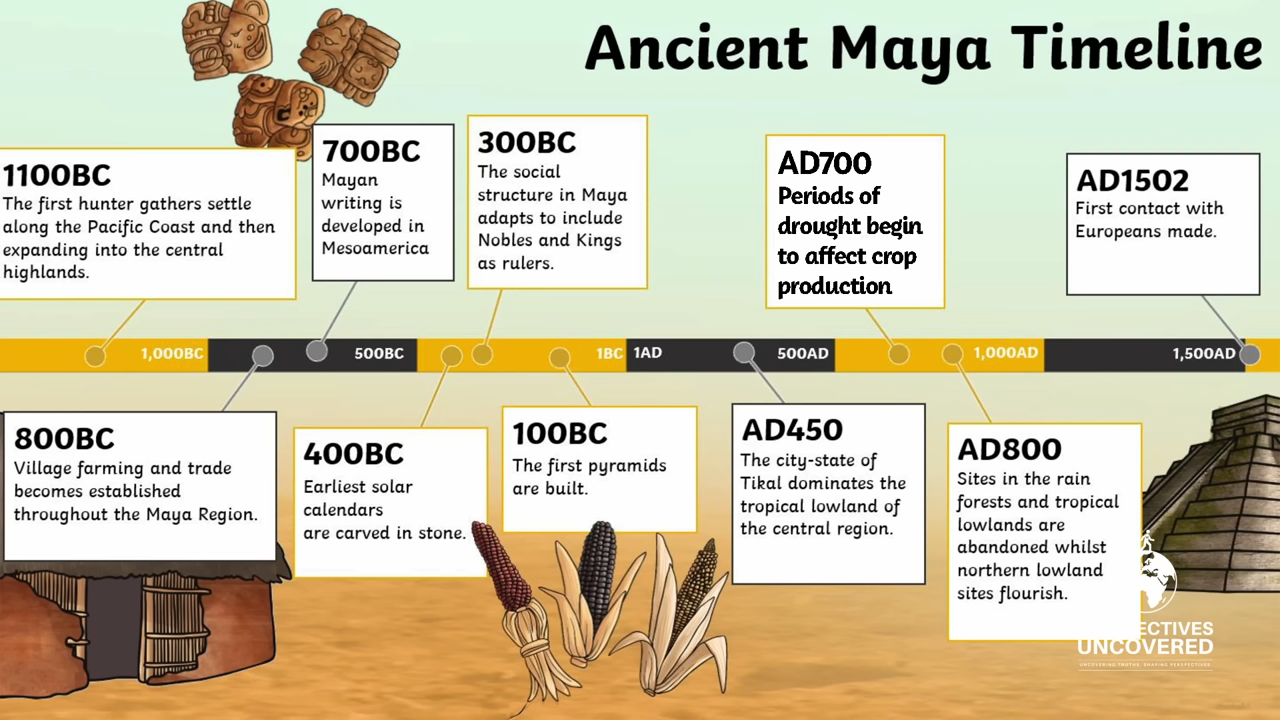 Ancient Maya Timeline
1100BC
The first hunter gathers settle
along the Pacific Coast and then
expanding into the central
highlands.
700BC
Mayan
writing is
developed in
Mesoamerica
300BC
The social
structure in Maya
adapts to include
Nobles and Kings
as rulers.
AD700
Periods of
drought begin
to affect crop
production
AD1502
First contact with
Europeans made.
1,000BC
500BC
1BC
1AD
500AD
1,000AD
1,500AD
800BC
Village farming and trade
becomes established
throughout the Maya Region.
400BC
Earliest solar
calendars
are carved in stone.
100BC
The first pyramids
are built.
AD450
The city-state of
Tikal dominates the
tropical lowland of
the central region.
AD800
Sites in the rain
forests and tropical
lowlands are
abandoned whilst
northern lowland
sites flourish.
UNCOVERED
UNCOVERING TRUTHS, SHAPING PERSPECTIVES.